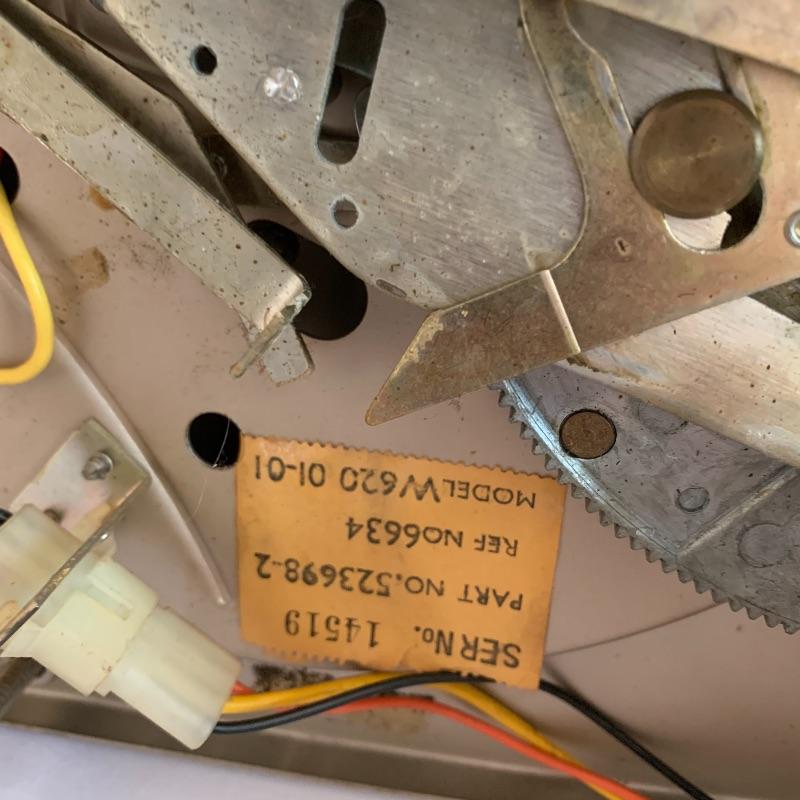 SER No. 14519
PART NO.523698-2
REF NO6634
MODEL W620 01-01